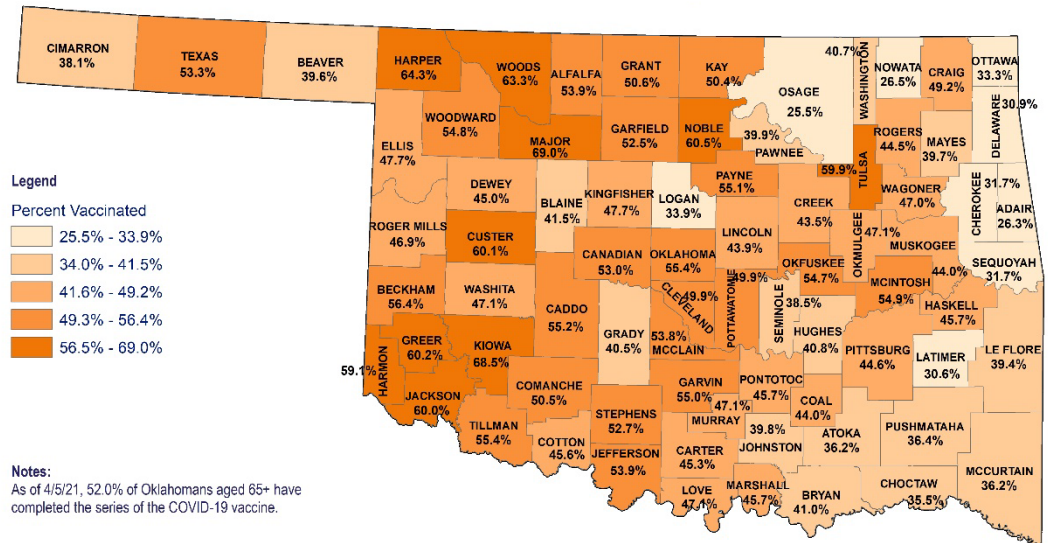 CIMARRON
38.1%
TEXAS
53.3%
BEAVER
39.6%
HARPER
64.3%
WOODS
63.3%
ALFALFA
53.9%
GRANT
50.6%
KAY
50.4%
OSAGE
25.5%
40.7%
WASHINGTON
NOWATA
26.5%
CRAIG
49.2%
OTTAWA
33.3%
30.9%
DELAWARE
WOODWARD
54.8%
MAJOR
69.0%
GARFIELD
52.5%
NOBLE
60.5%
39.9%
PAWNEE
ROGERS
44.5%
MAYES
39.7%
ELLIS
47.7%
DEWEY
45.0%
BLAINE
41.5%
KINGFISHER
47.7%
LOGAN
33.9%
PAYNE
55.1%
59.9%
TULSA
WAGONER
47.0%
CHEROKEE
31.7%
ADAIR
26.3%
CREEK
43.5%
ROGER MILLS
46.9%
CUSTER
60.1%
CANADIAN
53.0%
OKLAHOMA
55.4%
LINCOLN
43.9%
OKFUSKEE
54.7%
OKMULGEE
47.1%
MUSKOGEE
44.0%
SEQUOYAH
31.7%
BECKHAM
56.4%
WASHITA
47.1%
CADDO
55.2%
GRADY
40.5%
CLEVELAND
49.9%
POTTAWATOMIE
49.9%
SEMINOLE
38.5%
MCINTOSH
54.9%
HASKELL
45.7%
59.1%
HARMON
GREER
60.2%
KIOWA
68.5%
53.8%
MCCLAIN
HUGHES
40.8%
PITTSBURG
44.6%
LATIMER
30.6%
LE FLORE
39.4%
JACKSON
60.0%
COMANCHE
50.5%
GARVIN
55.0%
PONTOTOC
45.7%
COAL
44.0%
TILLMAN
55.4%
COTTON
45.6%
STEPHENS
52.7%
47.1%
MURRAY
39.8%
JOHNSTON
ATOKA
36.2%
PUSHMATAHA
36.4%
JEFFERSON
53.9%
CARTER
45.3%
LOVE
47.1%
MARSHALL
45.7%
BRYAN
41.0%
CHOCTAW
35.5%
MCCURTAIN
36.2%
Legend
Percent Vaccinated
25.5% - 33.9%
34.0% - 41.5%
41.6% - 49.2%
49.3% - 56.4%
56.5% - 69.0%
Notes:
As of 4/5/21, 52.0% of Oklahomans aged 65+ have
completed the series of the COVID-19 vaccine.